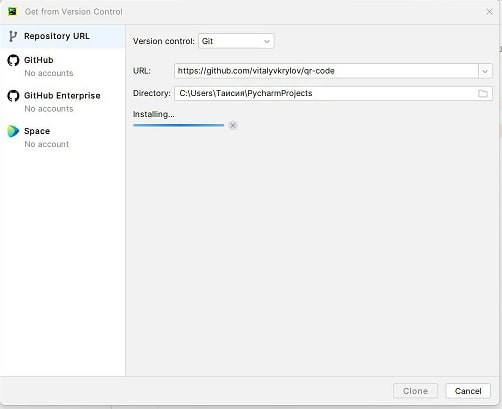 Get from Version Control
Repository URL
GitHub
No accounts
GitHub Enterprise
No accounts
Space
No account
Version control: Git
URL: https://github.com/vitalyvkrylov/qr-code
Directory: C:\Users\Таисия\PycharmProjects
Installing...
Clone
Cancel